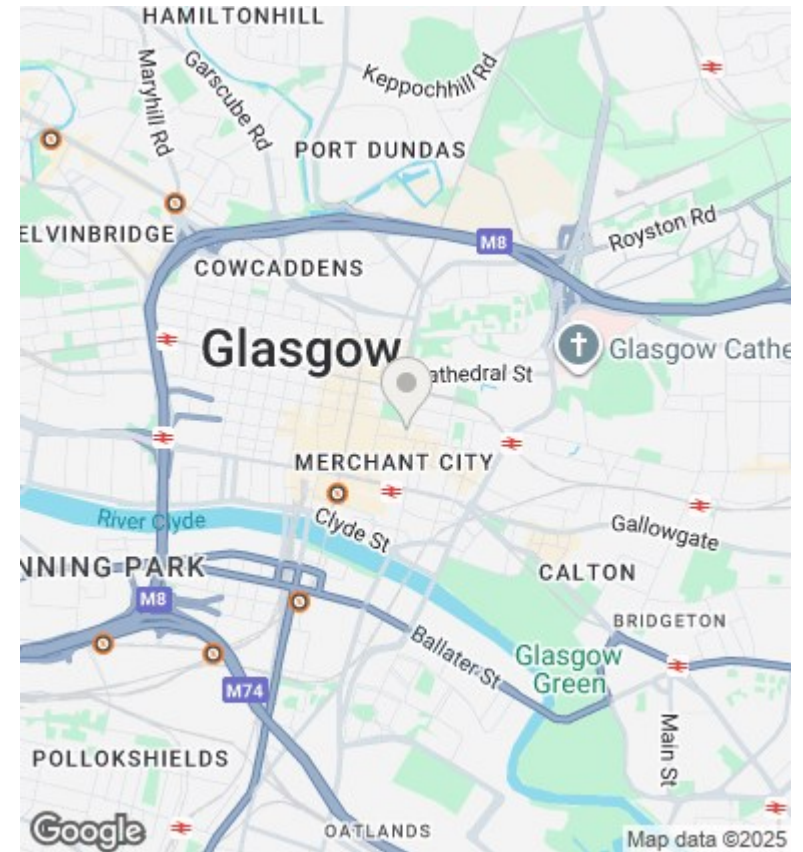 HAMILTONHILL
Maryhill Rd
Garscube Rd
Keppochhill Rd
PORT DUNDAS
ELVINBRIDGE
M8
Royston Rd
COWCADDENS
Glasgow
Glasgow Cathe
athedral St
MERCHANT CITY
River Clyde
Clyde St
Gallowgate
NNING PARK
CALTON
M8
BRIDGETON
Ballater St
Glasgow
Green
M74
Main St
POLLOKSHIELDS
Google
OATLANDS
Map data ©2025